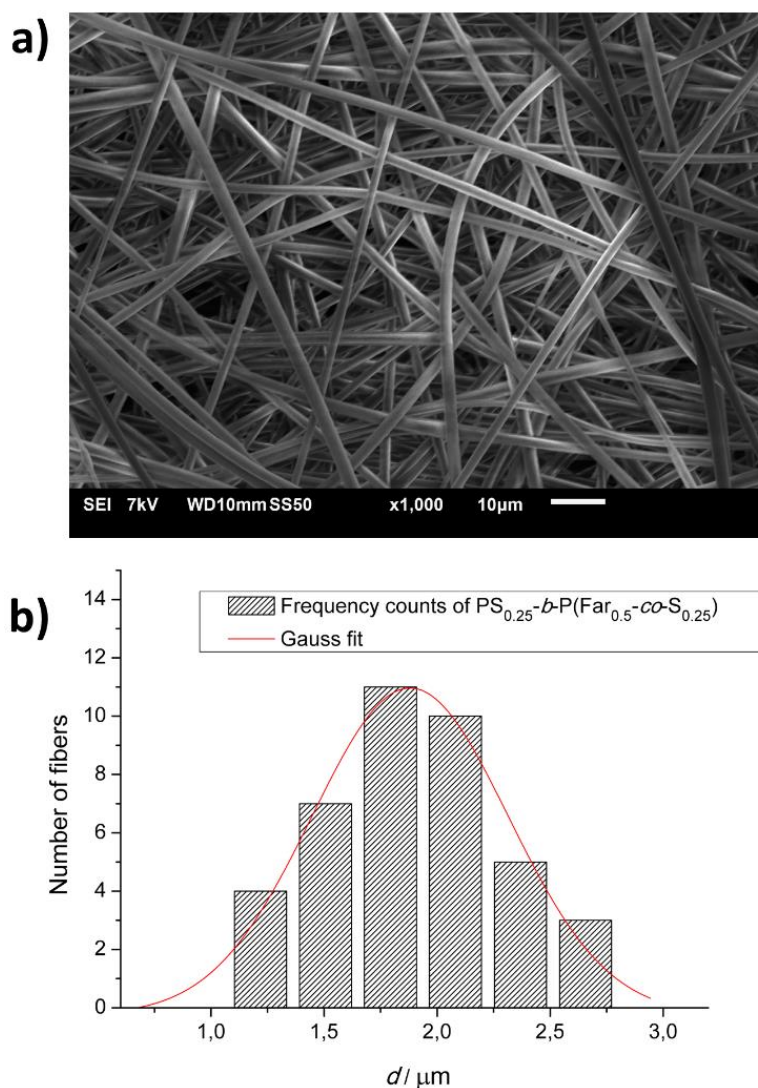 a)
SEI 7kV WD10mm SS50 x1,000 10µm
b)
Frequency counts of PS0.25-b-P(Far0.5-co-S0.25)
Gauss fit
14
12
10
8
6
4
2
0
Number of fibers
1,0 1,5 2,0 2,5 3,0
d / µm